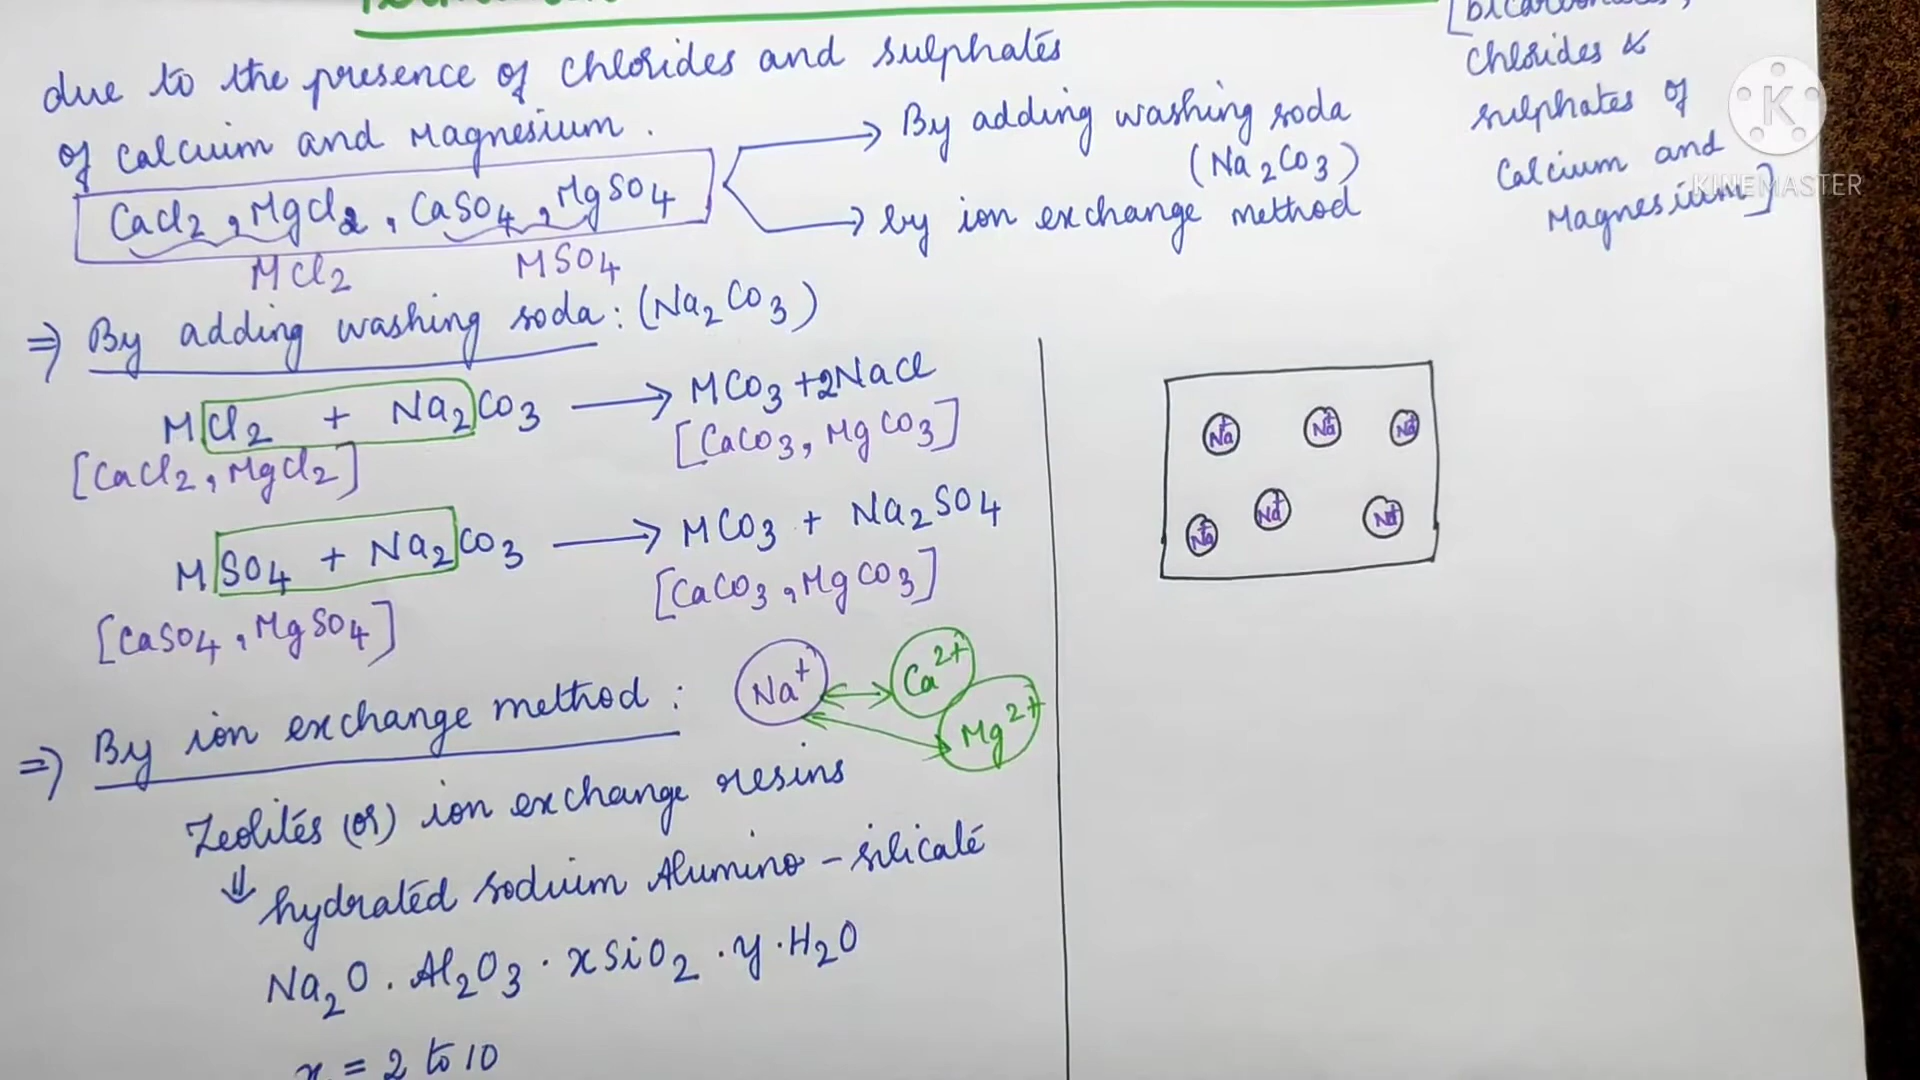 due to the presence of chlorides and sulphates
of calcium and Magnesium.
CaCl2, MgCl2, CaSO4, MgSO4
MCl2
MSO4
By adding washing soda
(Na2CO3)
by ion exchange method
chlorides &
sulphates of
Calcium and
Magnesium]
KINEMASTER
K
⇒ By adding washing soda: (Na2CO3)
MCl2 + Na2CO3 → MCO3 + 2NaCl
[CaCl2, MgCl2]
[CaCO3, MgCO3]
MSO4 + Na2CO3 → MCO3 + Na2SO4
[CaSO4, MgSO4]
[CaCO3, MgCO3]
⇒ By ion exchange method :
Na+
Ca2+
Mg2+
Zeolites (or) ion exchange resins
⇓ hydrated sodium Alumino - silicate
Na2O . Al2O3 . xSiO2 . y . H2O
x = 2 to 10
Na+ Na+ Na+
Na+ Na+ Na+